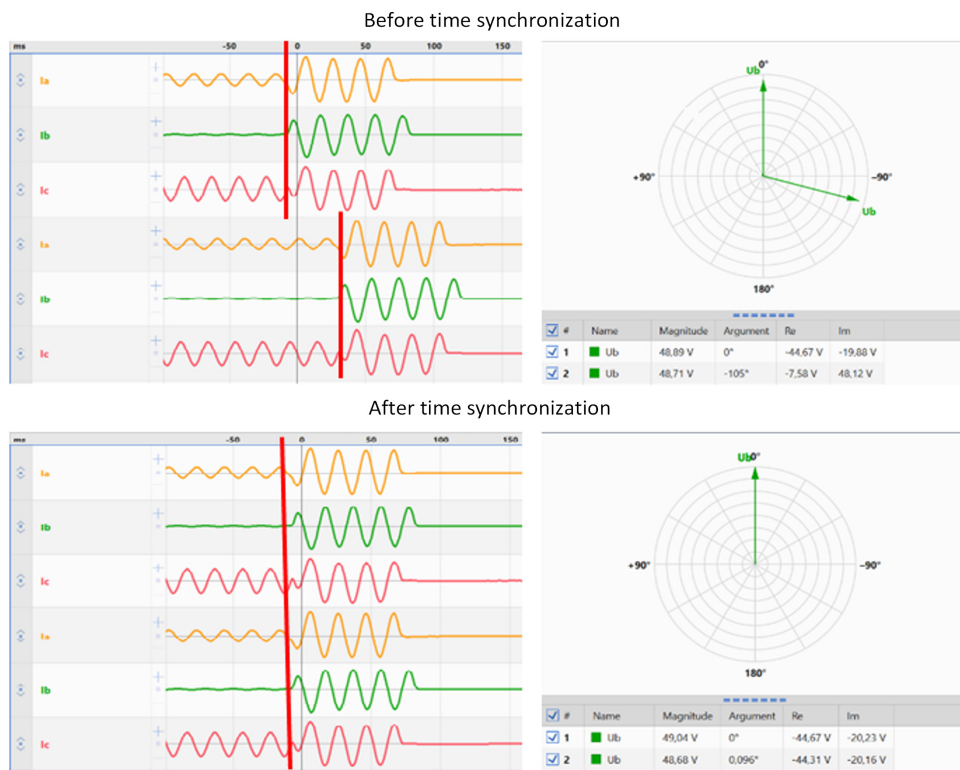 Before time synchronization
ms -50 0 50 100 150
Ia
Ib
Ic
Ia
Ib
Ic
0°
Ub
+90°
-90°
Ub
180°
# Name Magnitude Argument Re Im
1 Ub 48,89 V 0° -44,67 V -19,88 V
2 Ub 48,71 V -105° -7,58 V 48,12 V
After time synchronization
ms -50 0 50 100 150
Ia
Ib
Ic
Ia
Ib
Ic
Ub 0°
+90°
-90°
180°
# Name Magnitude Argument Re Im
1 Ub 49,04 V 0° -44,67 V -20,23 V
2 Ub 48,68 V 0,096° -44,31 V -20,16 V